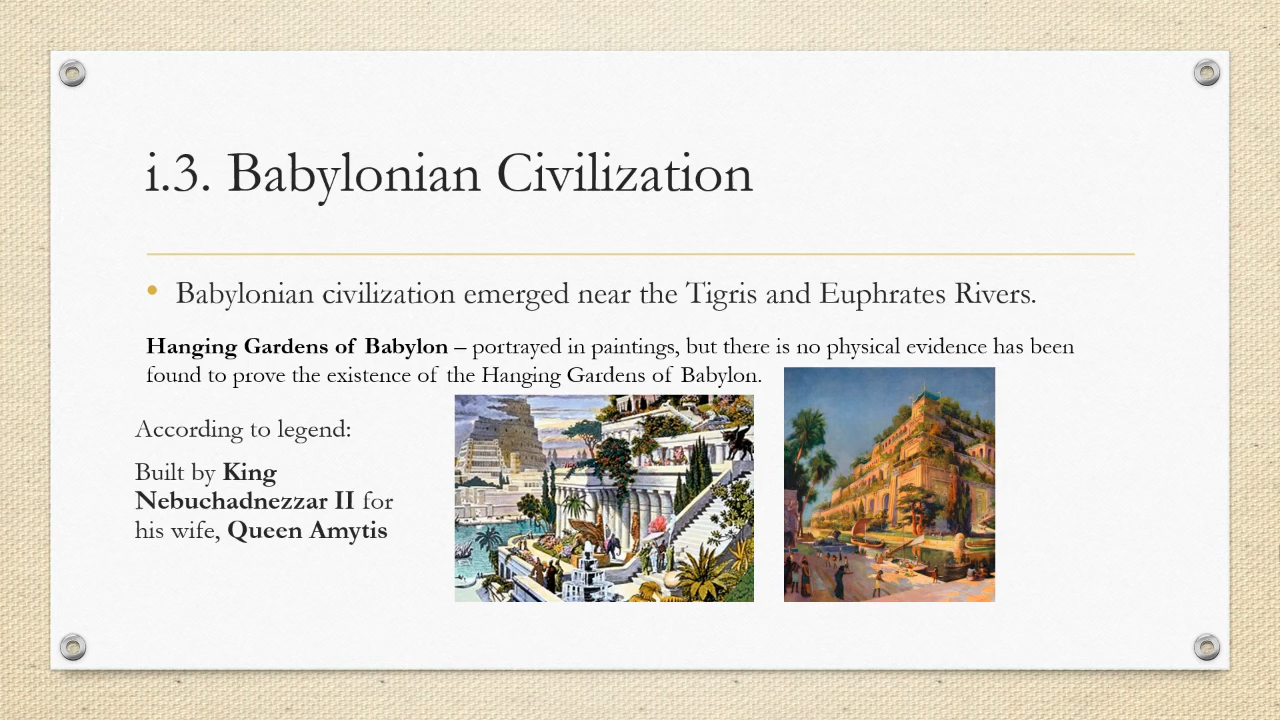 i.3. Babylonian Civilization
• Babylonian civilization emerged near the Tigris and Euphrates Rivers.
Hanging Gardens of Babylon – portrayed in paintings, but there is no physical evidence has been
found to prove the existence of the Hanging Gardens of Babylon.
According to legend:
Built by King
Nebuchadnezzar II for
his wife, Queen Amytis